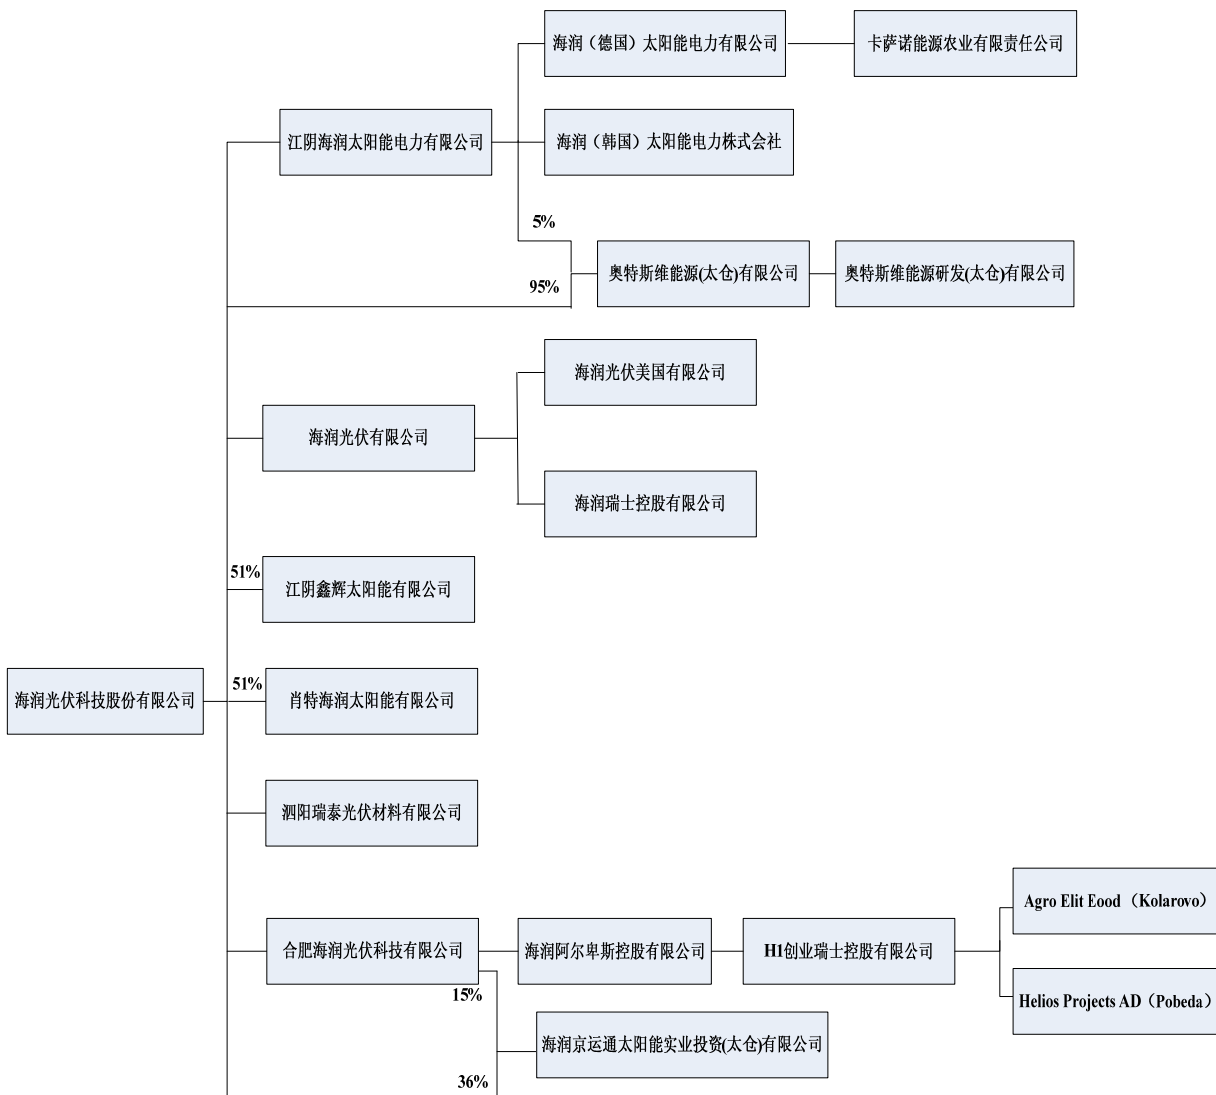 海润（德国）太阳能电力有限公司
卡萨诺能源农业有限责任公司
江阴海润太阳能电力有限公司
海润（韩国）太阳能电力株式会社
5%
奥特斯维能源(太仓)有限公司
奥特斯维能源研发(太仓)有限公司
95%
海润光伏美国有限公司
海润光伏有限公司
海润瑞士控股有限公司
51%
江阴鑫辉太阳能有限公司
海润光伏科技股份有限公司
51%
肖特海润太阳能有限公司
泗阳瑞泰光伏材料有限公司
Agro Elit Eood（Kolarovo）
合肥海润光伏科技有限公司
海润阿尔卑斯控股有限公司
H1创业瑞士控股有限公司
15%
Helios Projects AD（Pobeda）
海润京运通太阳能实业投资(太仓)有限公司
36%